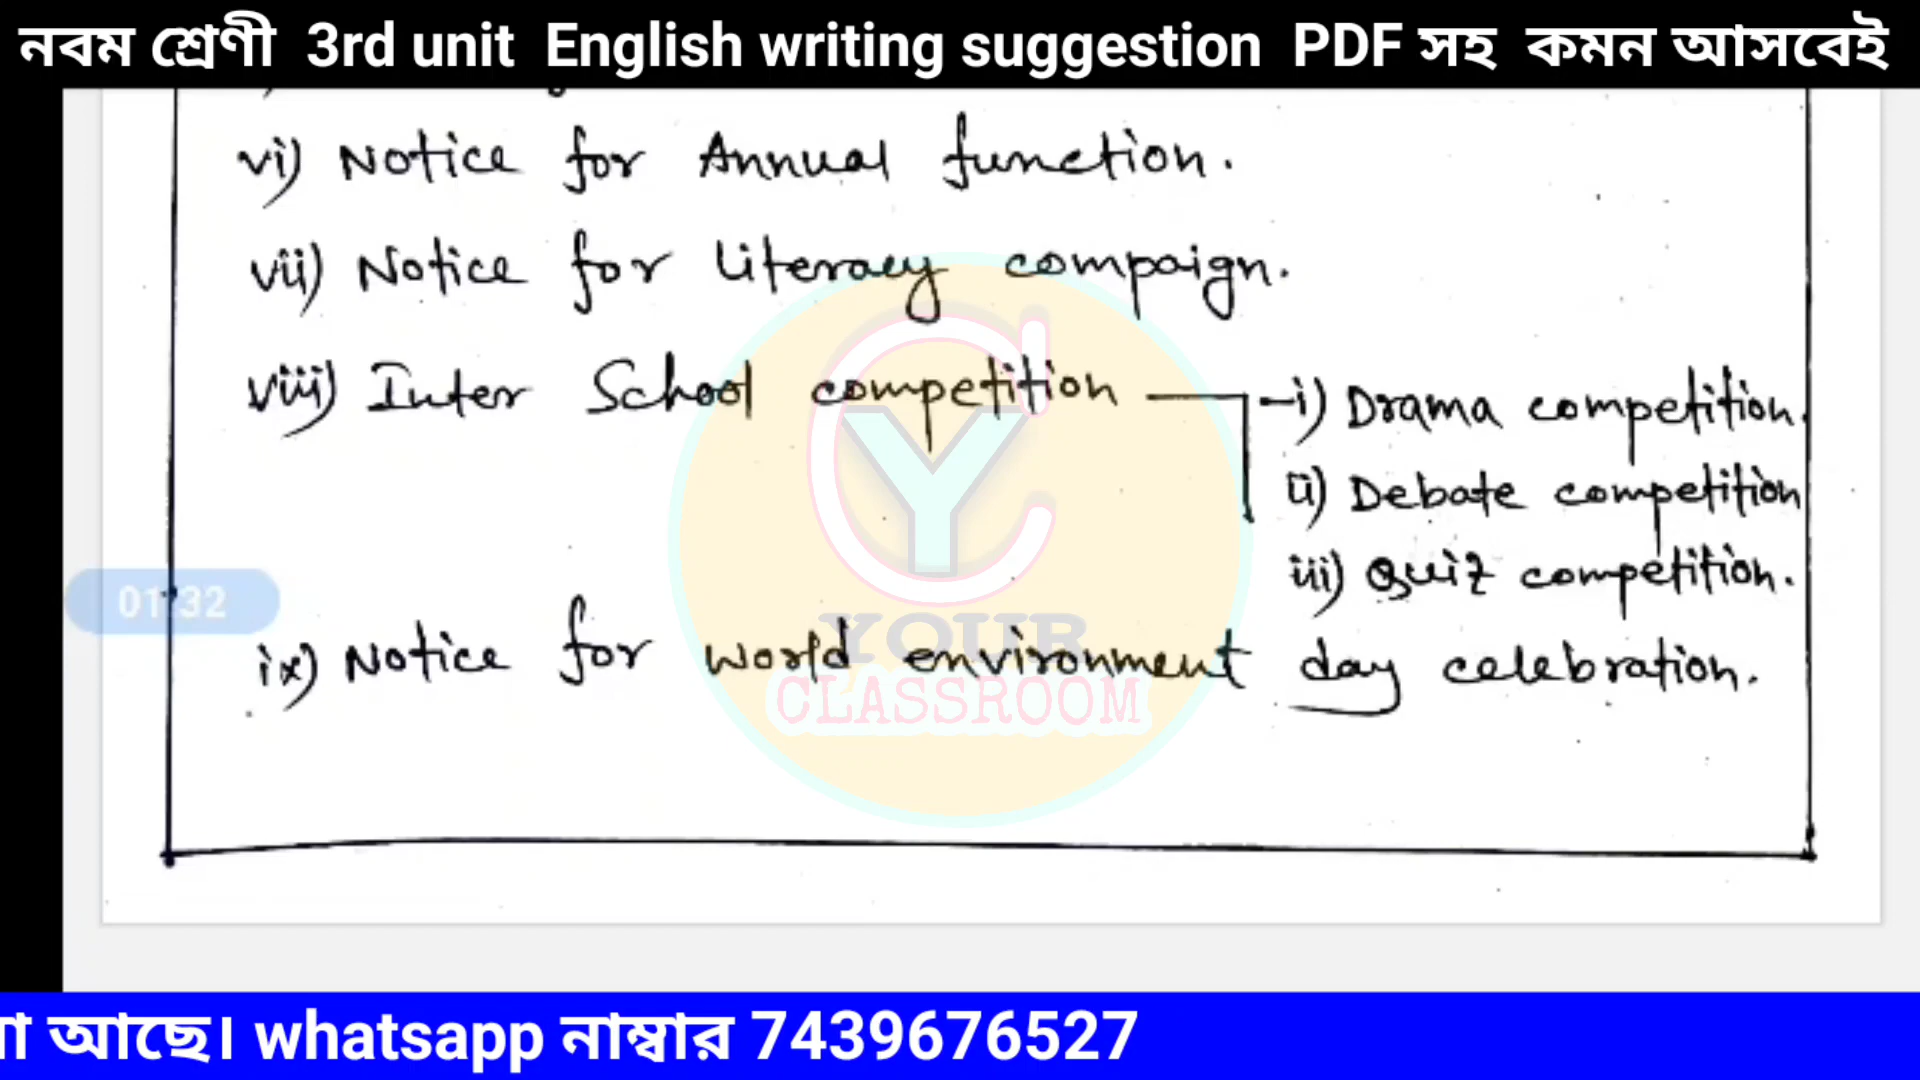 নবম শ্রেণী 3rd unit English writing suggestion PDF সহ কমন আসবেই
vi) Notice for Annual function.
vii) Notice for literacy compaign.
viii) Inter School competition — i) Drama competition.
ii) Debate competition
iii) Quiz competition.
01:32
ix) Notice for world environment day celebration.
YOUR
CLASSROOM
আছে। whatsapp নাম্বার 7439676527